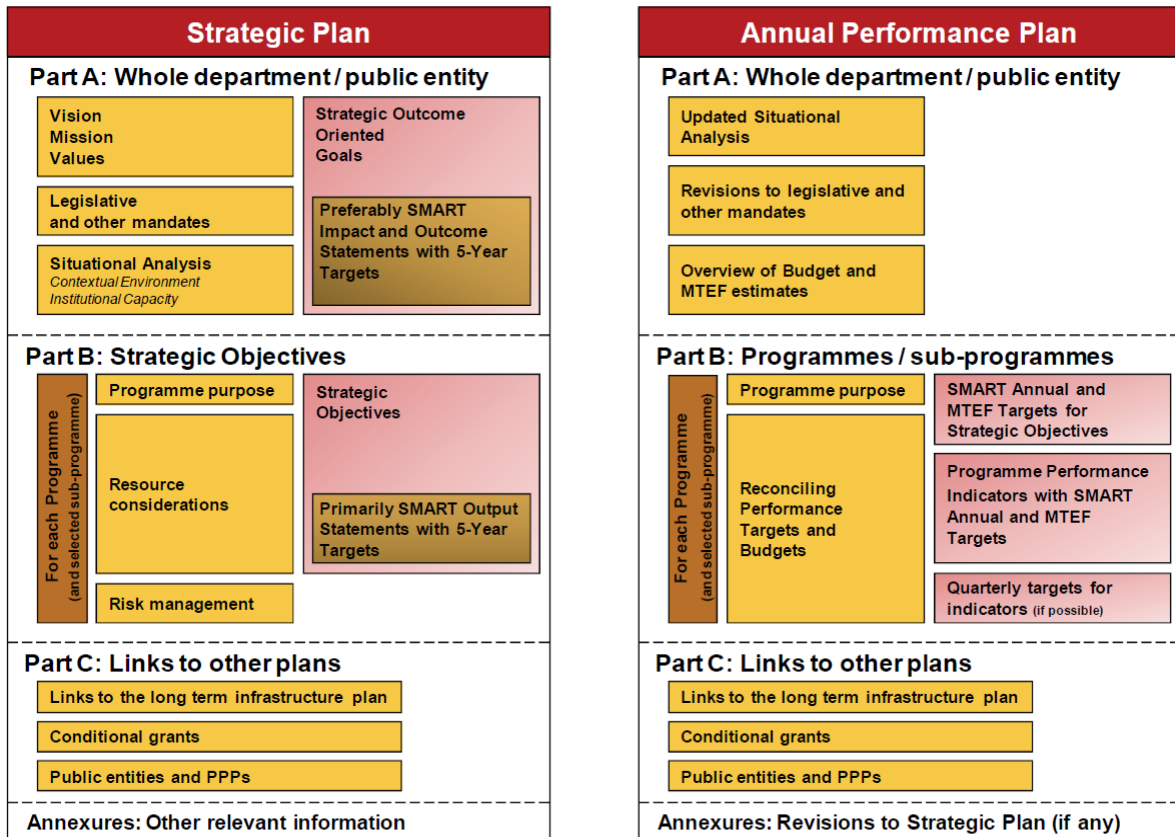 Strategic Plan
Part A: Whole department / public entity
Vision
Mission
Values
Legislative
and other mandates
Situational Analysis
Contextual Environment
Institutional Capacity
Strategic Outcome
Oriented
Goals
Preferably SMART
Impact and Outcome
Statements with 5-Year
Targets
Part B: Strategic Objectives
For each Programme
(and selected sub-programme)
Programme purpose
Resource
considerations
Risk management
Strategic
Objectives
Primarily SMART Output
Statements with 5-Year
Targets
Part C: Links to other plans
Links to the long term infrastructure plan
Conditional grants
Public entities and PPPs
Annexures: Other relevant information
Annual Performance Plan
Part A: Whole department / public entity
Updated Situational
Analysis
Revisions to legislative and
other mandates
Overview of Budget and
MTEF estimates
Part B: Programmes / sub-programmes
For each Programme
(and selected sub-programme)
Programme purpose
Reconciling
Performance
Targets and
Budgets
SMART Annual and
MTEF Targets for
Strategic Objectives
Programme Performance
Indicators with SMART
Annual and MTEF
Targets
Quarterly targets for
indicators (if possible)
Part C: Links to other plans
Links to the long term infrastructure plan
Conditional grants
Public entities and PPPs
Annexures: Revisions to Strategic Plan (if any)